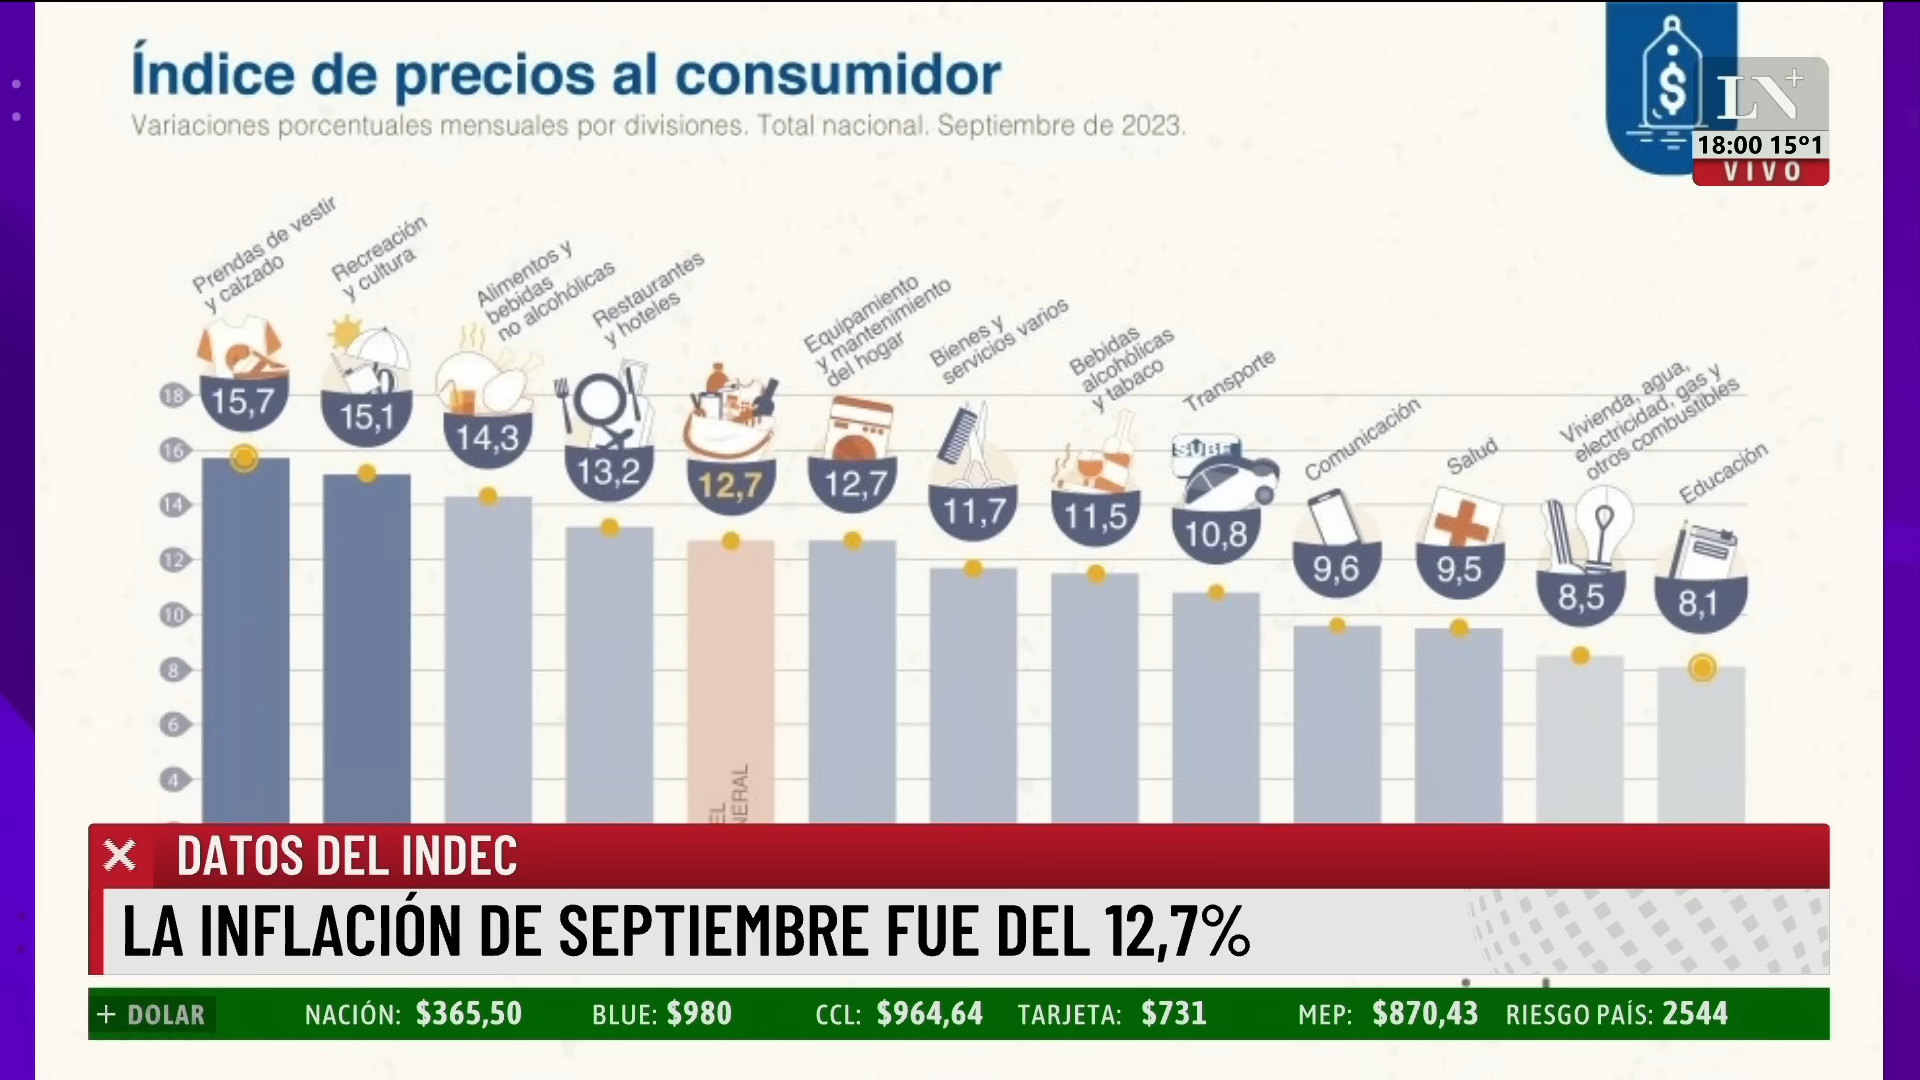 Índice de precios al consumidor
Variaciones porcentuales mensuales por divisiones. Total nacional. Septiembre de 2023.
$
LN+
18:00 15°1
VIVO
Prendas de vestir
y calzado
Recreación
y cultura
Alimentos y
bebidas
no alcohólicas
Restaurantes
y hoteles
Equipamiento
y mantenimiento
del hogar
Bienes y
servicios varios
Bebidas
alcohólicas
y tabaco
Transporte
Comunicación
Salud
Vivienda, agua,
electricidad, gas y
otros combustibles
Educación
SUBE
15,7
15,1
14,3
13,2
12,7
12,7
11,7
11,5
10,8
9,6
9,5
8,5
8,1
18
16
14
12
10
8
6
4
EL
NERAL
DATOS DEL INDEC
LA INFLACIÓN DE SEPTIEMBRE FUE DEL 12,7%
+ DOLAR NACIÓN: $365,50 BLUE: $980 CCL: $964,64 TARJETA: $731 MEP: $870,43 RIESGO PAÍS: 2544